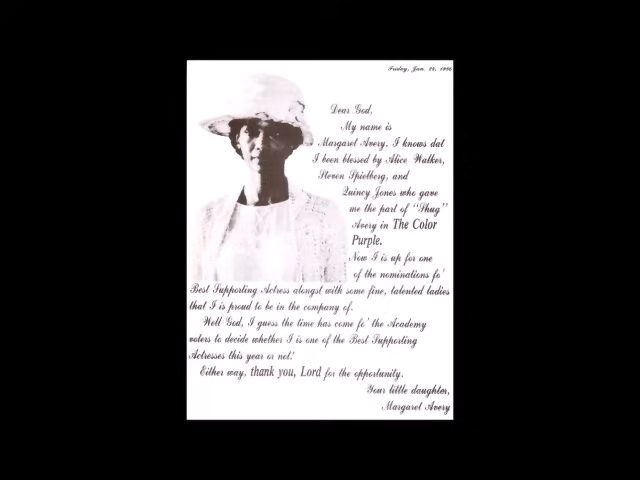 Friday, Jan. 24, 1986
Dear God,
My name is
Margaret Avery. I knows dat
I been blessed by Alice Walker,
Steven Spielberg, and
Quincy Jones who gave
me the part of "Shug"
Avery in The Color
Purple.
Now I is up for one
of the nominations fo'
Best Supporting Actress alongst with some fine, talented ladies
that I is proud to be in the company of.
Well God, I guess the time has come fo' the Academy
voters to decide whether I is one of the Best Supporting
Actresses this year or not!
Either way, thank you, Lord for the opportunity.
Your little daughter,
Margaret Avery